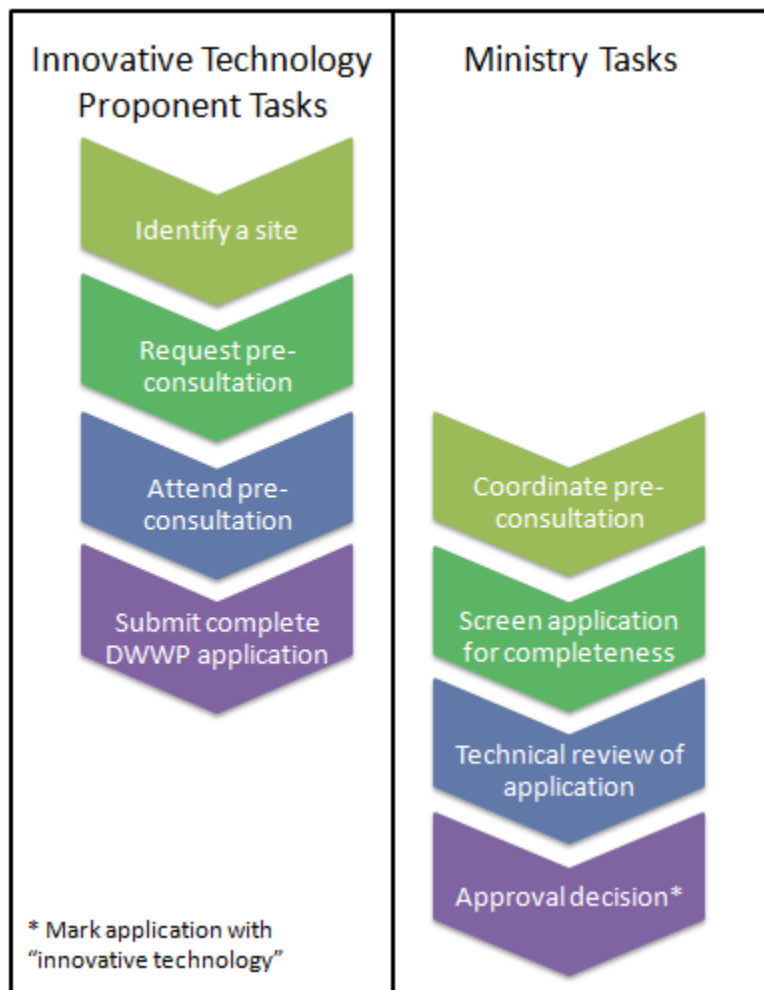 Innovative Technology
Proponent Tasks
Identify a site
Request pre-
consultation
Attend pre-
consultation
Submit complete
DWWP application
* Mark application with
“innovative technology”
Ministry Tasks
Coordinate pre-
consultation
Screen application
for completeness
Technical review of
application
Approval decision*